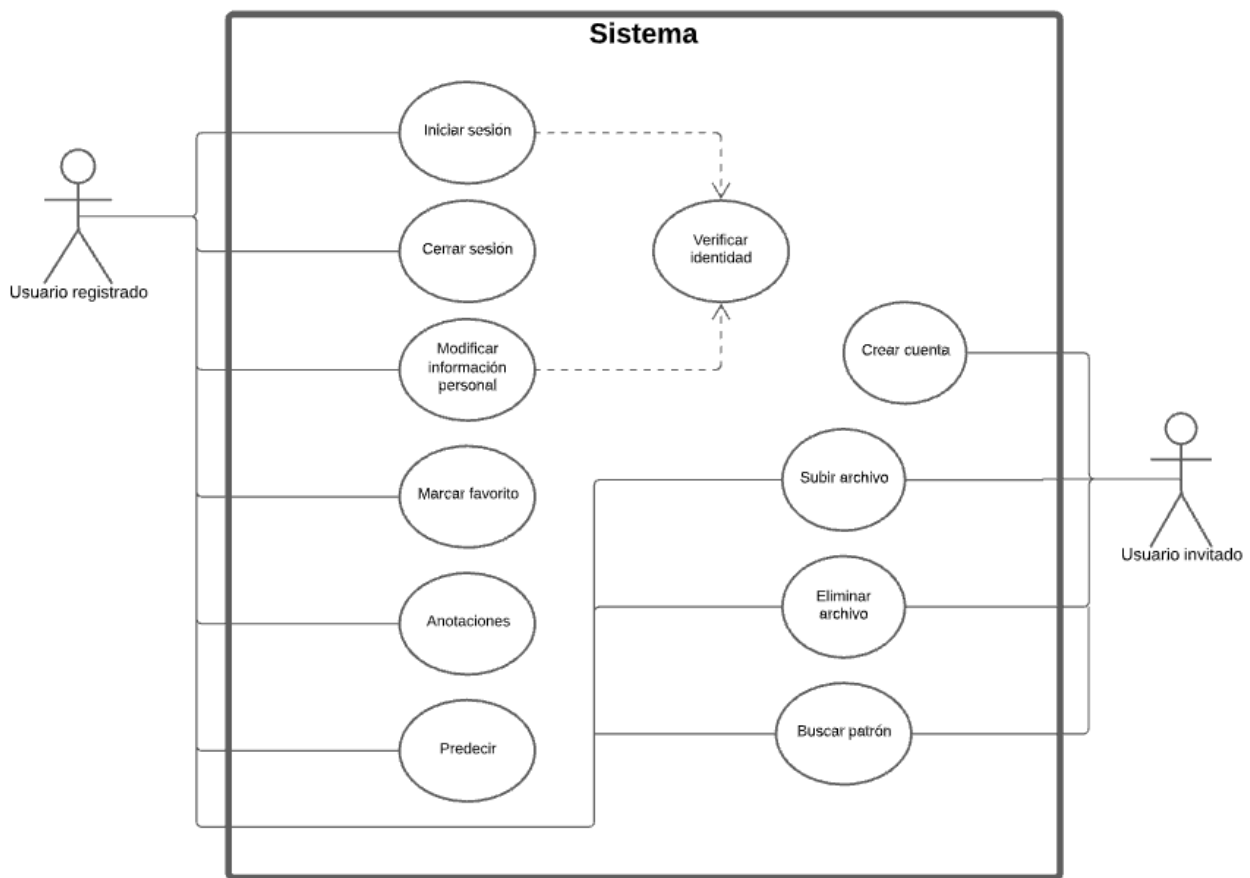 Sistema
Iniciar sesión
Cerrar sesión
Verificar
identidad
Usuario registrado
Modificar
información
personal
Crear cuenta
Marcar favorito
Subir archivo
Usuario invitado
Anotaciones
Eliminar
archivo
Predecir
Buscar patrón